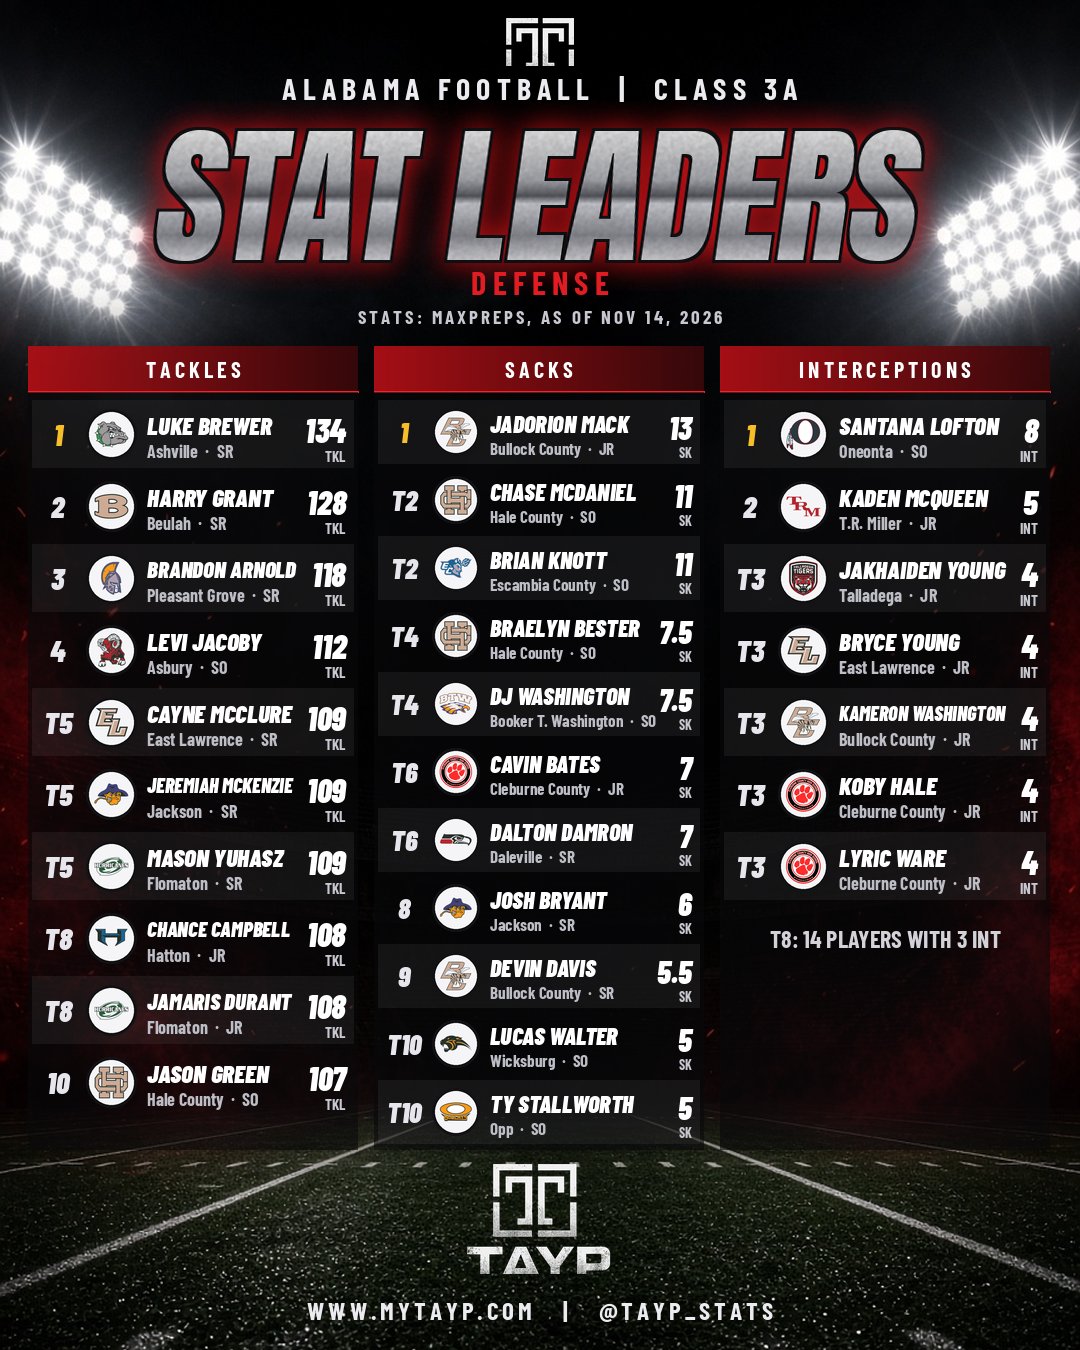 ALABAMA FOOTBALL | CLASS 3A
STAT LEADERS
DEFENSE
STATS: MAXPREPS, AS OF NOV 14, 2026
TACKLES
1 LUKE BREWER 134
Ashville · SR TKL
2 B HARRY GRANT 128
Beulah · SR TKL
3 BRANDON ARNOLD 118
Pleasant Grove · SR TKL
4 LEVI JACOBY 112
Asbury · SO TKL
T5 EL CAYNE MCCLURE 109
East Lawrence · SR TKL
T5 JEREMIAH MCKENZIE 109
Jackson · SR TKL
T5 HURRICANES MASON YUHASZ 109
Flomaton · SR TKL
T8 H CHANCE CAMPBELL 108
Hatton · JR TKL
T8 HURRICANES JAMARIS DURANT 108
Flomaton · JR TKL
10 JASON GREEN 107
Hale County · SO TKL
SACKS
1 JADORION MACK 13
Bullock County · JR SK
T2 CHASE MCDANIEL 11
Hale County · SO SK
T2 BRIAN KNOTT 11
Escambia County · SO SK
T4 BRAELYN BESTER 7.5
Hale County · SO SK
T4 BTW DJ WASHINGTON 7.5
Booker T. Washington · SO SK
T6 CAVIN BATES 7
Cleburne County · JR SK
T6 DALTON DAMRON 7
Daleville · SR SK
8 JOSH BRYANT 6
Jackson · SR SK
9 DEVIN DAVIS 5.5
Bullock County · SR SK
T10 LUCAS WALTER 5
Wicksburg · SO SK
T10 TY STALLWORTH 5
Opp · SO SK
INTERCEPTIONS
1 O SANTANA LOFTON 8
Oneonta · SO INT
2 TRM KADEN MCQUEEN 5
T.R. Miller · JR INT
T3 TIGERS JAKHAIDEN YOUNG 4
Talladega · JR INT
T3 EL BRYCE YOUNG 4
East Lawrence · JR INT
T3 KAMERON WASHINGTON 4
Bullock County · JR INT
T3 KOBY HALE 4
Cleburne County · JR INT
T3 LYRIC WARE 4
Cleburne County · JR INT
T8: 14 PLAYERS WITH 3 INT
TAYP
WWW.MYTAYP.COM | @TAYP_STATS